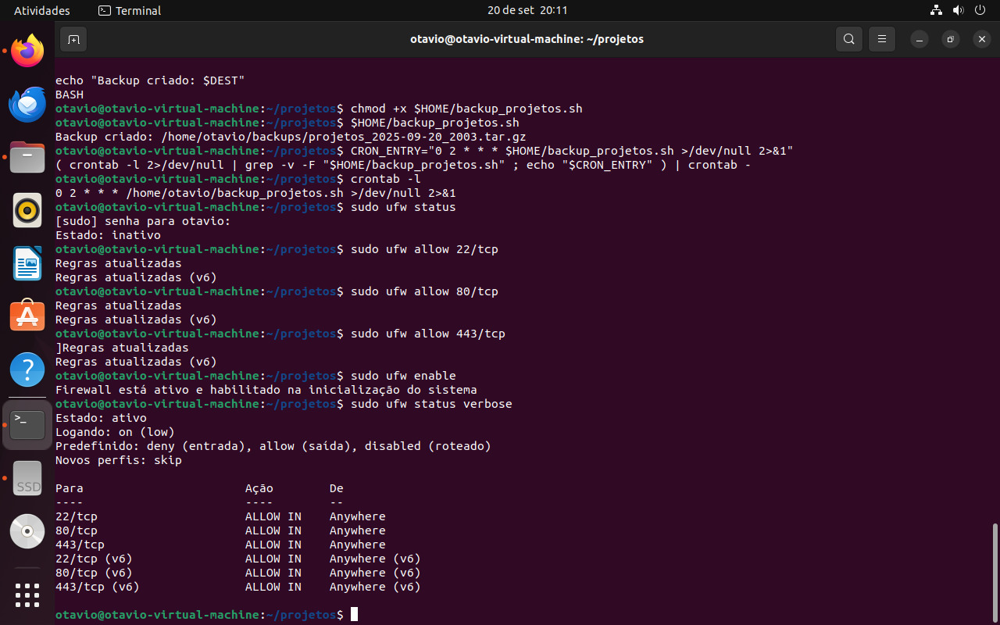 Atividades
Terminal
20 de set 20:11
otavio@otavio-virtual-machine: ~/projetos
echo "Backup criado: $DEST"
BASH
otavio@otavio-virtual-machine:~/projetos$ chmod +x $HOME/backup_projetos.sh
otavio@otavio-virtual-machine:~/projetos$ $HOME/backup_projetos.sh
Backup criado: /home/otavio/backups/projetos_2025-09-20_2003.tar.gz
otavio@otavio-virtual-machine:~/projetos$ CRON_ENTRY="0 2 * * * $HOME/backup_projetos.sh >/dev/null 2>&1"
( crontab -l 2>/dev/null | grep -v -F "$HOME/backup_projetos.sh" ; echo "$CRON_ENTRY" ) | crontab -
otavio@otavio-virtual-machine:~/projetos$ crontab -l
0 2 * * * /home/otavio/backup_projetos.sh >/dev/null 2>&1
otavio@otavio-virtual-machine:~/projetos$ sudo ufw status
[sudo] senha para otavio:
Estado: inativo
otavio@otavio-virtual-machine:~/projetos$ sudo ufw allow 22/tcp
Regras atualizadas
Regras atualizadas (v6)
otavio@otavio-virtual-machine:~/projetos$ sudo ufw allow 80/tcp
Regras atualizadas
Regras atualizadas (v6)
otavio@otavio-virtual-machine:~/projetos$ sudo ufw allow 443/tcp
]Regras atualizadas
Regras atualizadas (v6)
otavio@otavio-virtual-machine:~/projetos$ sudo ufw enable
Firewall está ativo e habilitado na inicialização do sistema
otavio@otavio-virtual-machine:~/projetos$ sudo ufw status verbose
Estado: ativo
Logando: on (low)
Predefinido: deny (entrada), allow (saída), disabled (roteado)
Novos perfis: skip
Para Ação De
---- ---- --
22/tcp ALLOW IN Anywhere
80/tcp ALLOW IN Anywhere
443/tcp ALLOW IN Anywhere
22/tcp (v6) ALLOW IN Anywhere (v6)
80/tcp (v6) ALLOW IN Anywhere (v6)
443/tcp (v6) ALLOW IN Anywhere (v6)
otavio@otavio-virtual-machine:~/projetos$
SSD